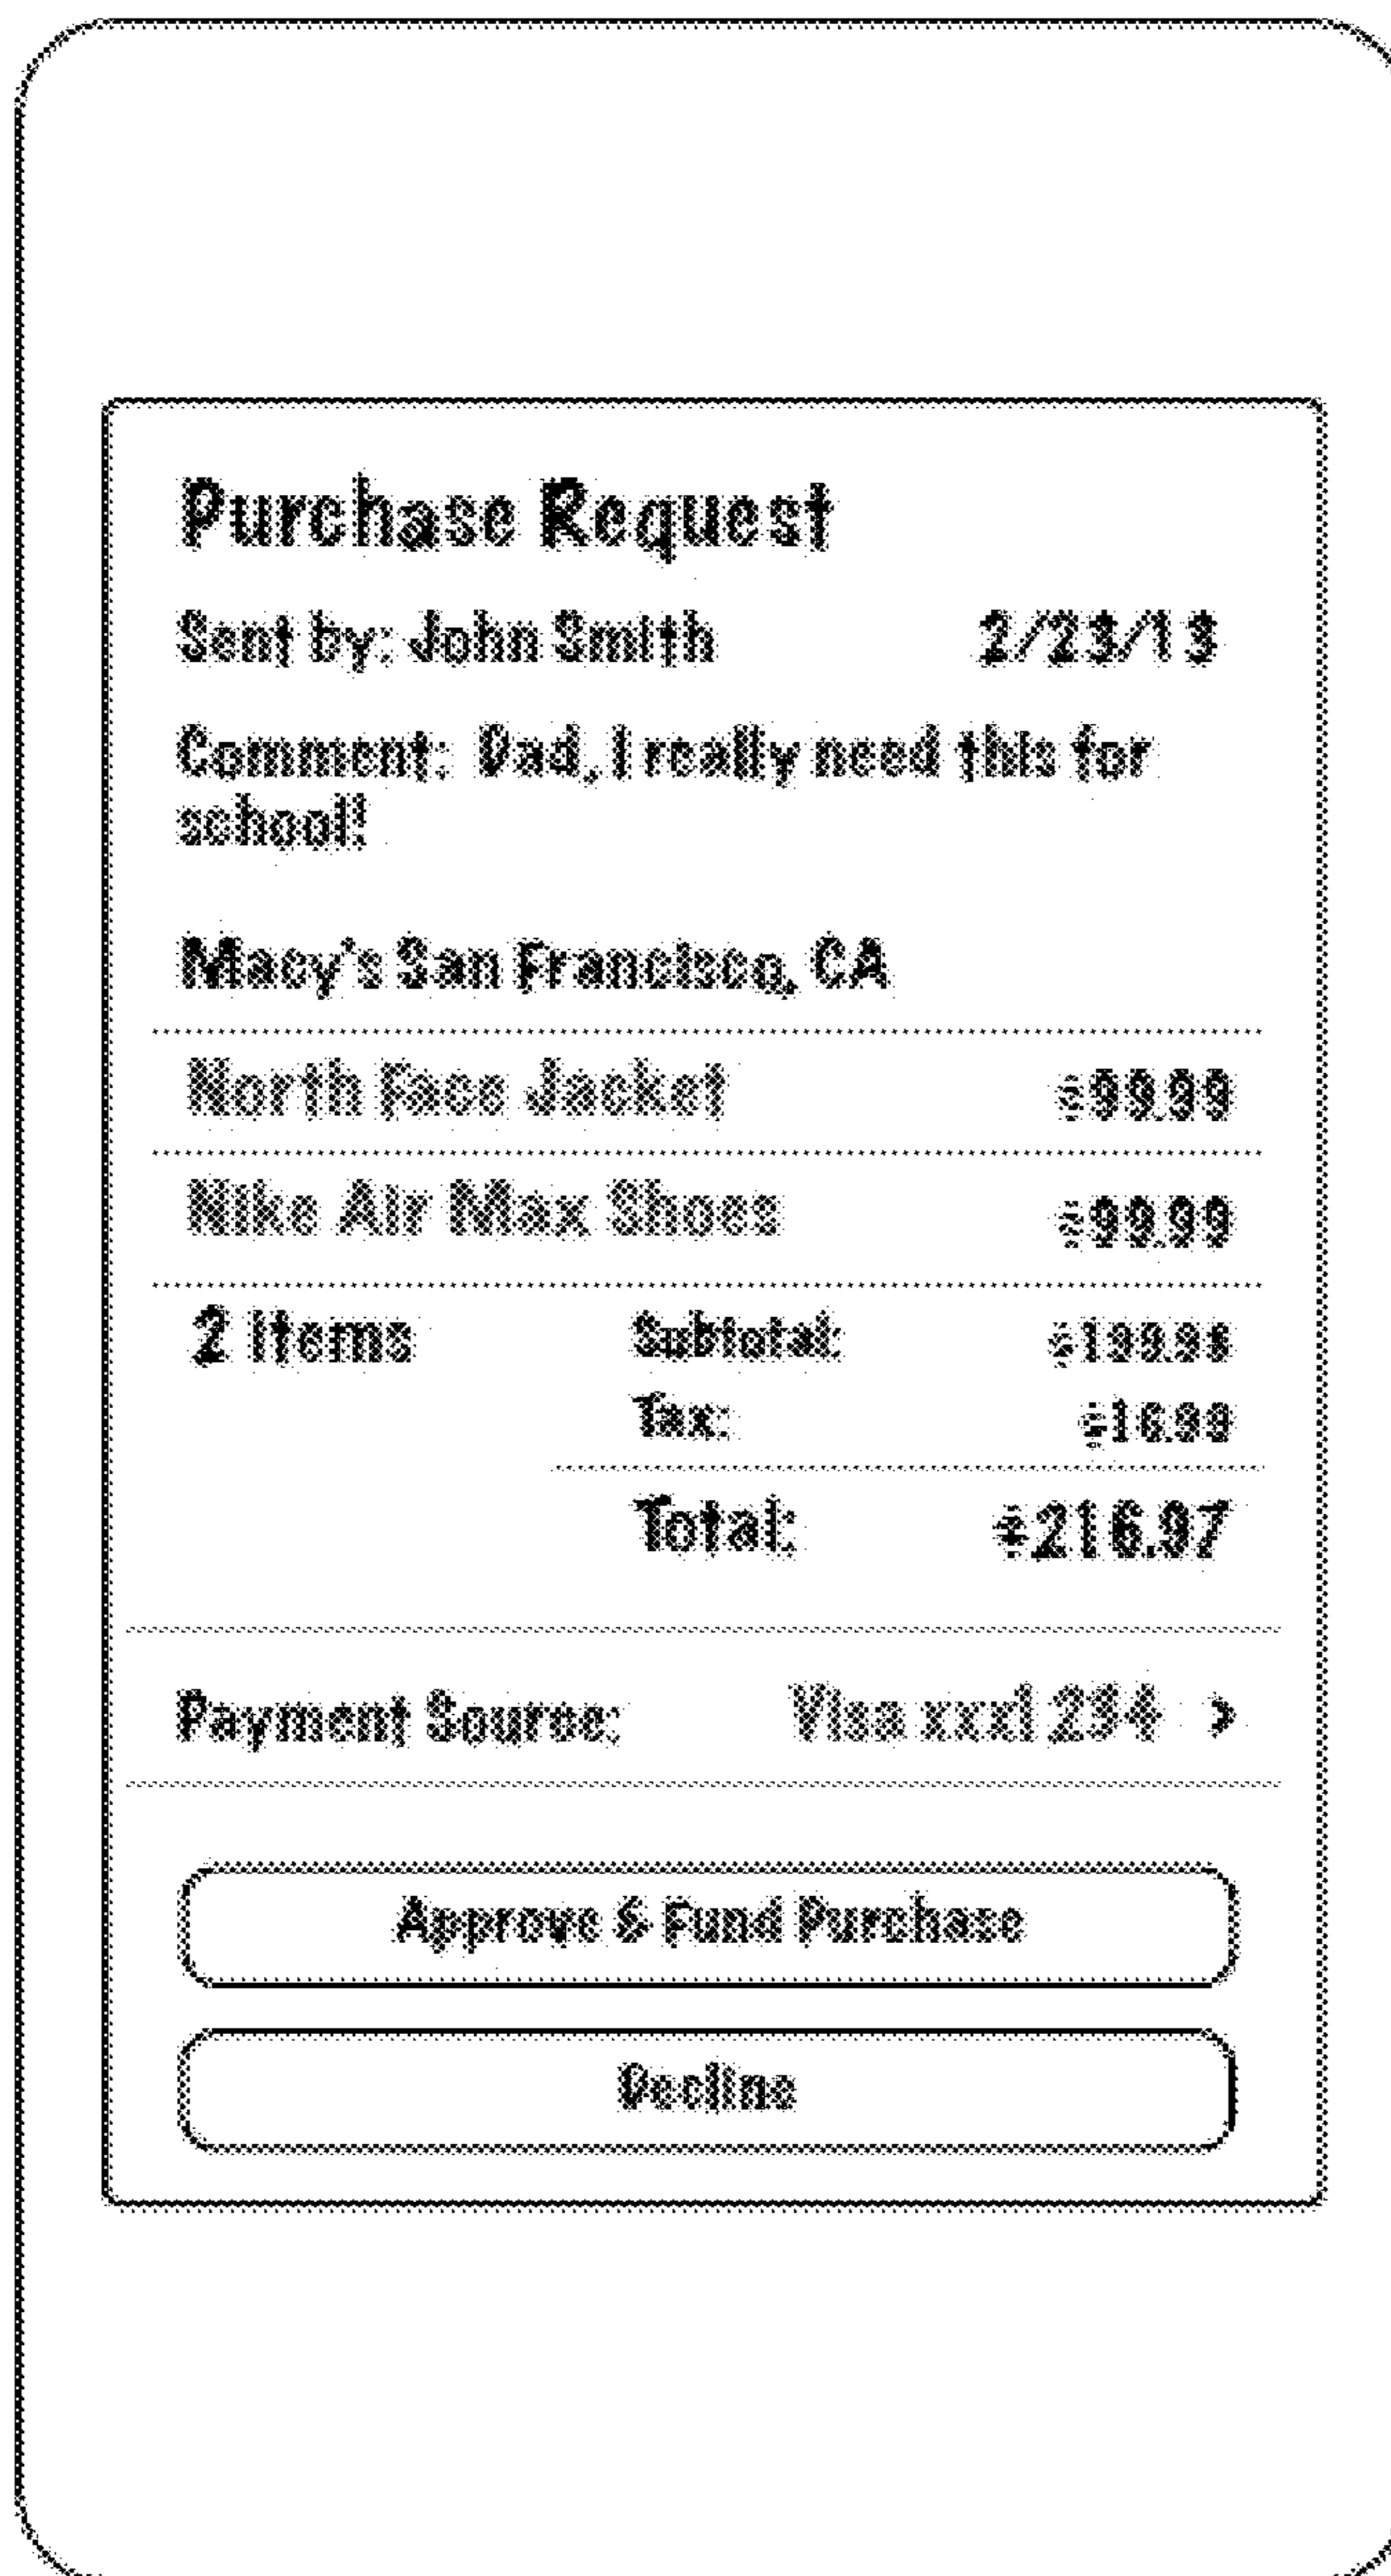 Purchase Request
Sent by: John Smith 2/23/13
Comment: Dad, I really need this for
school!
Macy's San Francisco, CA
North Face Jacket $99.99
Nike Air Max Shoes $99.99
2 Items Subtotal: $199.98
Tax: $16.99
Total: $216.97
Payment Source: Visa xxx1234 >
Approve & Fund Purchase
Decline